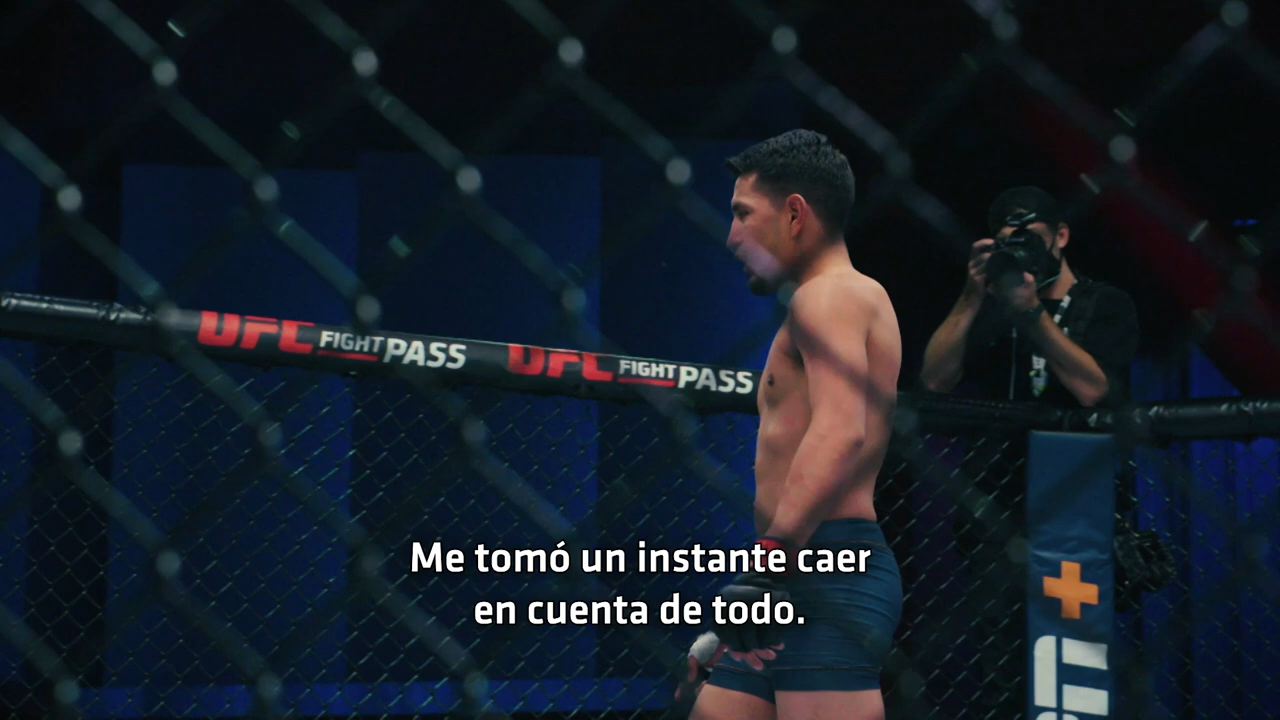 UFC FIGHT PASS UFC FIGHT PASS
Me tomó un instante caer
en cuenta de todo.